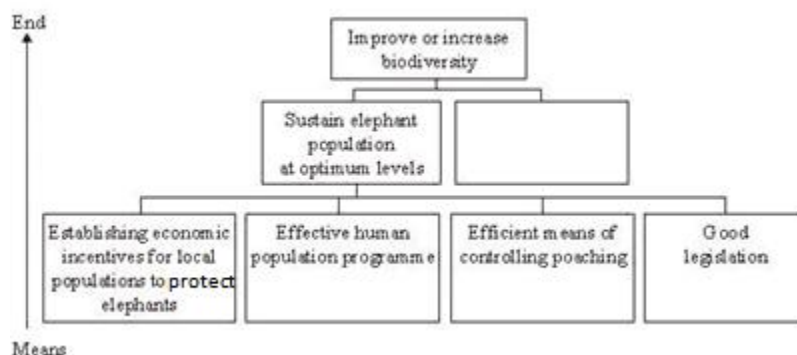 End
Improve or increase
biodiversity
Sustain elephant
population
at optimum levels
Establishing economic
incentives for local
populations to protect
elephants
Effective human
population programme
Efficient means of
controlling poaching
Good
legislation
Means